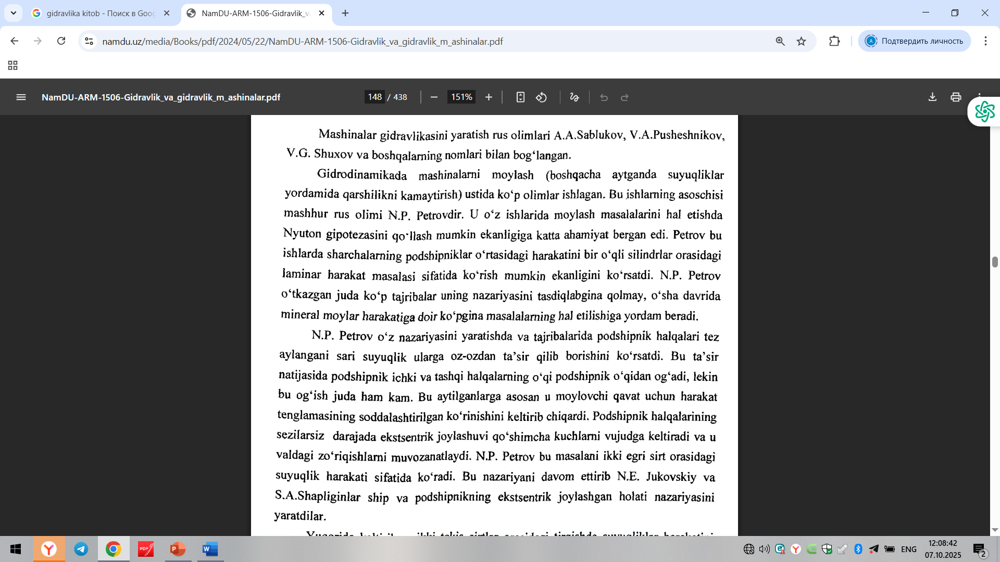 gidravlika kitob - Поиск в Goog
NamDU-ARM-1506-Gidravlik_va
namdu.uz/media/Books/pdf/2024/05/22/NamDU-ARM-1506-Gidravlik_va_gidravlik_m_ashinalar.pdf
Подтвердить личность
NamDU-ARM-1506-Gidravlik_va_gidravlik_m_ashinalar.pdf
148 / 438
151%
Mashinalar gidravlikasini yaratish rus olimlari A.A.Sablukov, V.A.Pusheshnikov,
V.G. Shuxov va boshqalarning nomlari bilan bog‘langan.
Gidrodinamikada mashinalarni moylash (boshqacha aytganda suyuqliklar
yordamida qarshilikni kamaytirish) ustida ko‘p olimlar ishlagan. Bu ishlarning asoschisi
mashhur rus olimi N.P. Petrovdir. U o‘z ishlarida moylash masalalarini hal etishda
Nyuton gipotezasini qo‘llash mumkin ekanligiga katta ahamiyat bergan edi. Petrov bu
ishlarda sharchalarning podshipniklar o‘rtasidagi harakatini bir o‘qli silindrlar orasidagi
laminar harakat masalasi sifatida ko‘rish mumkin ekanligini ko‘rsatdi. N.P. Petrov
o‘tkazgan juda ko‘p tajribalar uning nazariyasini tasdiqlabgina qolmay, o‘sha davrida
mineral moylar harakatiga doir ko‘pgina masalalarning hal etilishiga yordam beradi.
N.P. Petrov o‘z nazariyasini yaratishda va tajribalarida podshipnik halqalari tez
aylangani sari suyuqlik ularga oz-ozdan ta’sir qilib borishini ko‘rsatdi. Bu ta’sir
natijasida podshipnik ichki va tashqi halqalarning o‘qi podshipnik o‘qidan og‘adi, lekin
bu og‘ish juda ham kam. Bu aytilganlarga asosan u moylovchi qavat uchun harakat
tenglamasining soddalashtirilgan ko‘rinishini keltirib chiqardi. Podshipnik halqalarining
sezilarsiz darajada ekstsentrik joylashuvi qo‘shimcha kuchlarni vujudga keltiradi va u
valdagi zo‘riqishlarni muvozanatlaydi. N.P. Petrov bu masalani ikki egri sirt orasidagi
suyuqlik harakati sifatida ko‘radi. Bu nazariyani davom ettirib N.E. Jukovskiy va
S.A.Shapliginlar ship va podshipnikning ekstsentrik joylashgan holati nazariyasini
yaratdilar.
ENG
12:08:42
07.10.2025
2